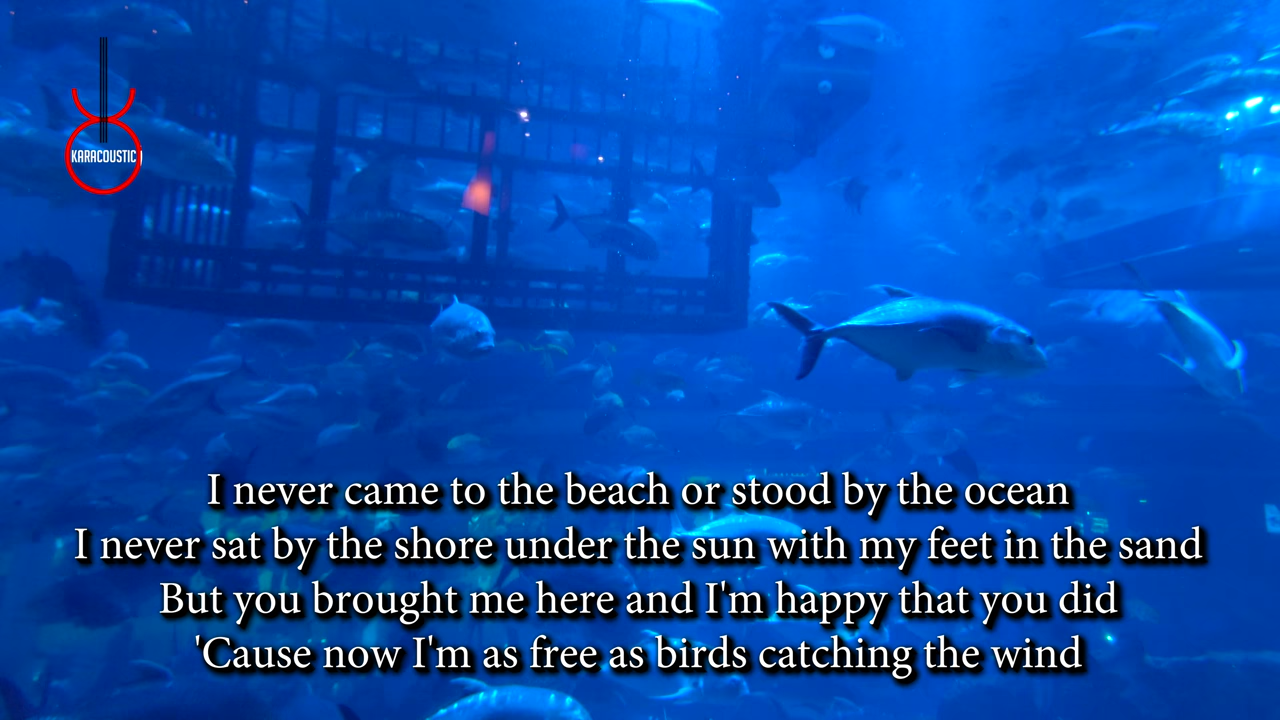 KARACOUSTIC
I never came to the beach or stood by the ocean
I never sat by the shore under the sun with my feet in the sand
But you brought me here and I'm happy that you did
'Cause now I'm as free as birds catching the wind